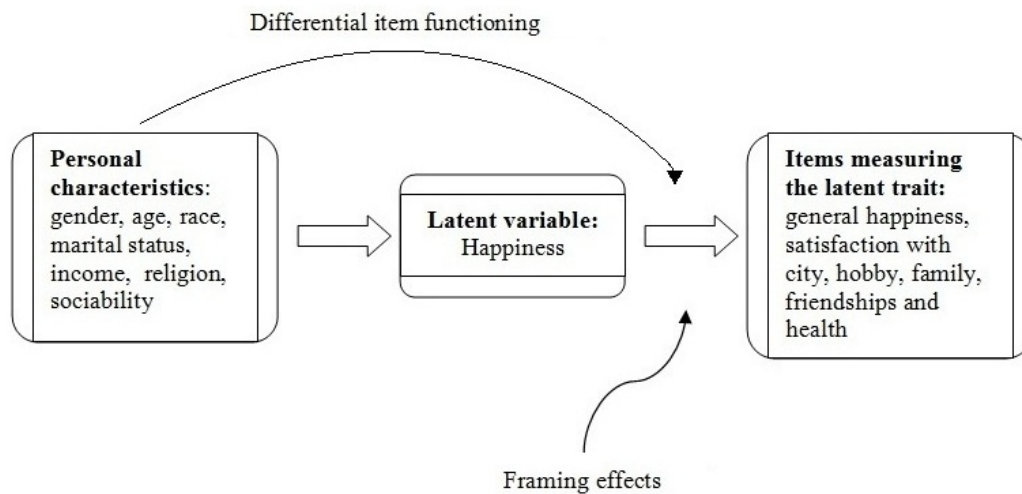 Differential item functioning
Personal
characteristics:
gender, age, race,
marital status,
income, religion,
sociability
Latent variable:
Happiness
Items measuring
the latent trait:
general happiness,
satisfaction with
city, hobby, family,
friendships and
health
Framing effects